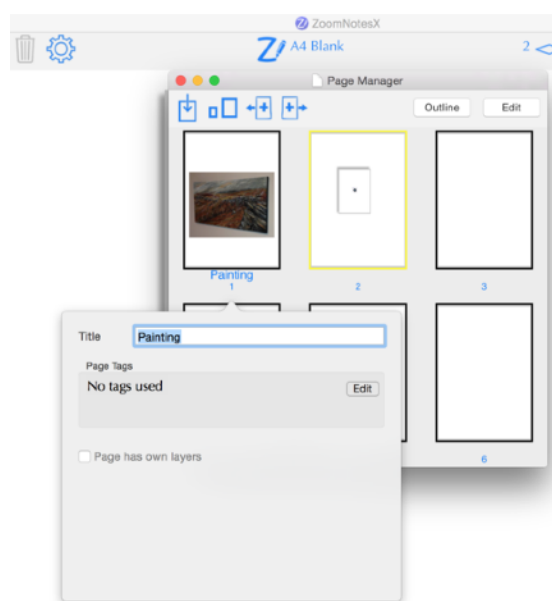 ZoomNotesX
A4 Blank
2
Page Manager
Outline
Edit
Painting
1
2
3
Title
Painting
Page Tags
No tags used
Edit
Page has own layers
6